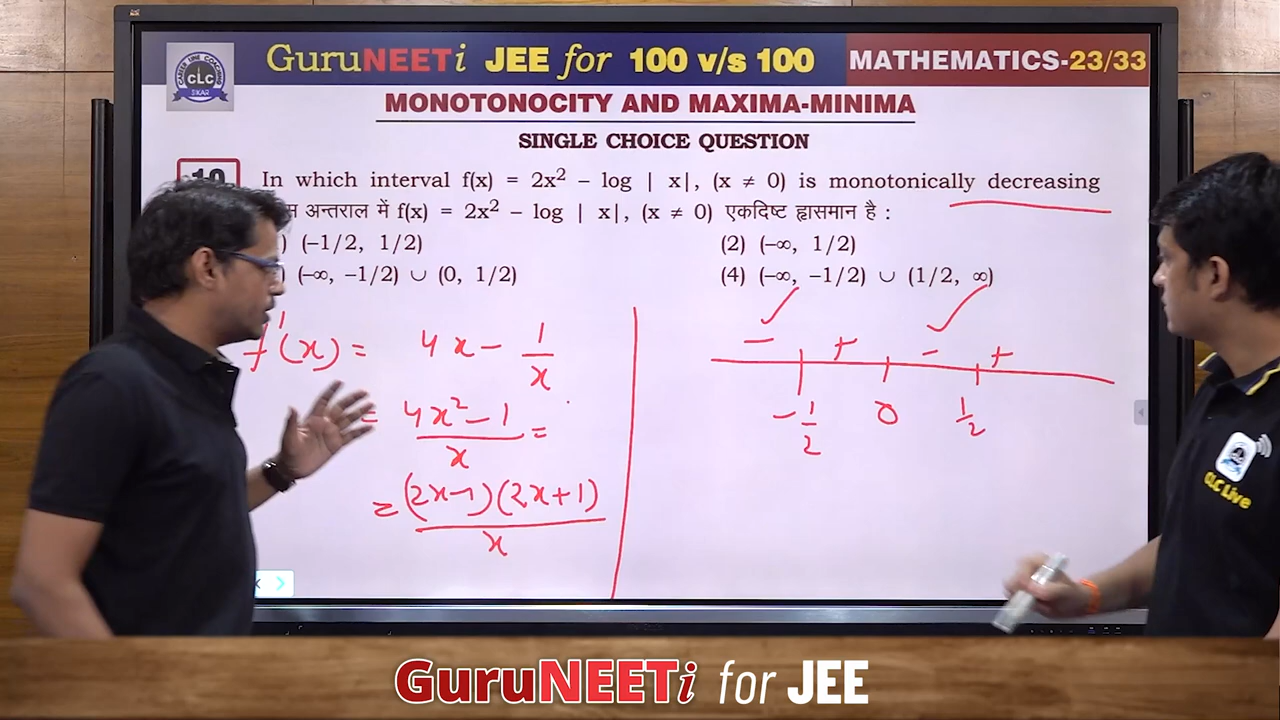 GuruNEETi JEE for 100 v/s 100
MATHEMATICS-23/33
CLC
SIKAR
MONOTONOCITY AND MAXIMA-MINIMA
SINGLE CHOICE QUESTION
In which interval f(x) = 2x² – log | x|, (x ≠ 0) is monotonically decreasing
अन्तराल में f(x) = 2x² – log | x|, (x ≠ 0) एकदिष्ट ह्रासमान है :
(–1/2, 1/2)
(2) (–∞, 1/2)
(–∞, –1/2) ∪ (0, 1/2)
(4) (–∞, –1/2) ∪ (1/2, ∞)
f'(x) = 4x – 1/x
= 4x² – 1 / x =
= (2x–1)(2x+1) / x
– + – +
–1/2 0 1/2
CLC Live
GuruNEETi for JEE